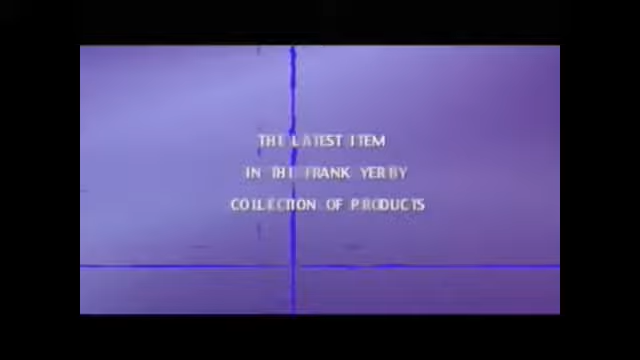 THE LATEST ITEM
IN THE FRANK YERBY
COLLECTION OF PRODUCTS